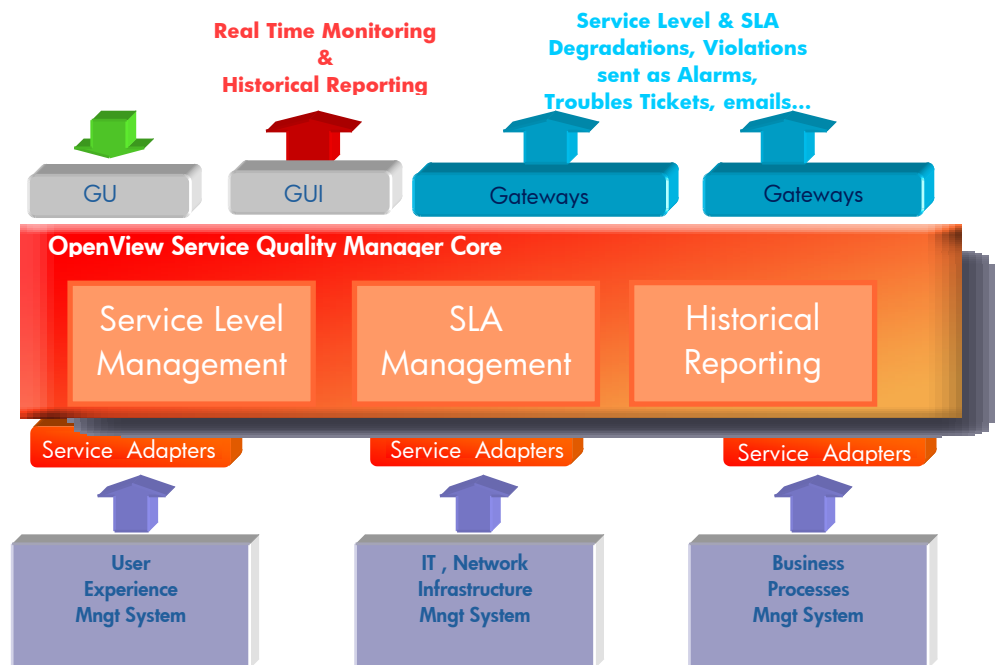 Real Time Monitoring
&
Historical Reporting
Service Level & SLA
Degradations, Violations
sent as Alarms,
Troubles Tickets, emails...
GU
GUI
Gateways
Gateways
OpenView Service Quality Manager Core
Service Level
Management
SLA
Management
Historical
Reporting
Service Adapters
Service Adapters
Service Adapters
User
Experience
Mngt System
IT , Network
Infrastructure
Mngt System
Business
Processes
Mngt System